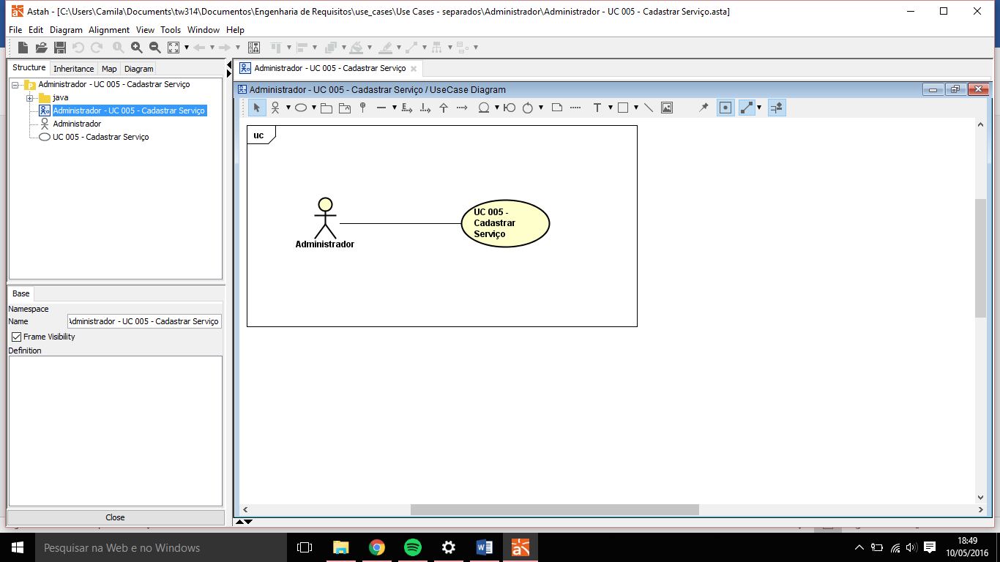 Astah - [C:\Users\Camila\Documents\tw314\Documentos\Engenharia de Requisitos\use_cases\Use Cases - separados\Administrador\Administrador - UC 005 - Cadastrar Serviço.asta]
File Edit Diagram Alignment View Tools Window Help
Structure Inheritance Map Diagram
Administrador - UC 005 - Cadastrar Serviço
java
Administrador - UC 005 - Cadastrar Serviço
Administrador
UC 005 - Cadastrar Serviço
Base
Namespace
Name Administrador - UC 005 - Cadastrar Serviço
Frame Visibility
Definition
Close
Administrador - UC 005 - Cadastrar Serviço
Administrador - UC 005 - Cadastrar Serviço / UseCase Diagram
uc
Administrador
UC 005 -
Cadastrar
Serviço
Pesquisar na Web e no Windows
18:49
10/05/2016